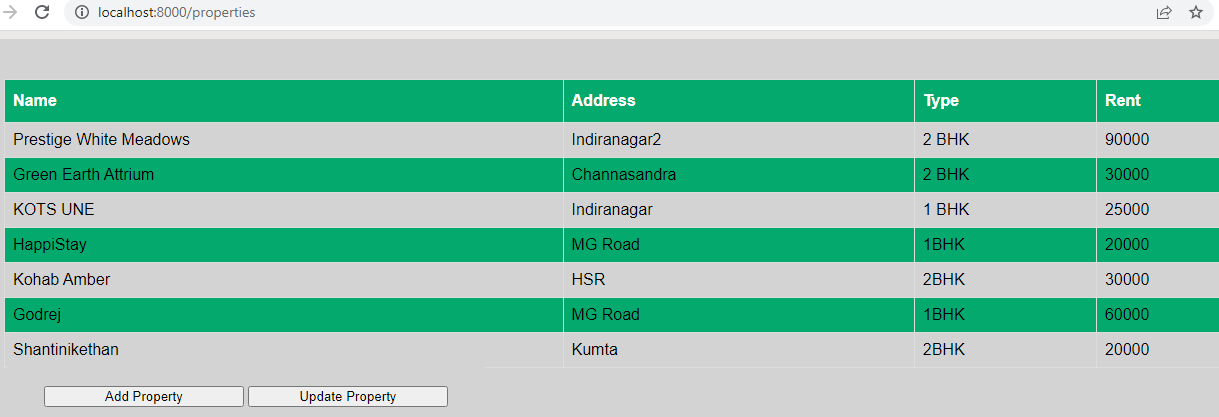 localhost:8000/properties
Name Address Type Rent
Prestige White Meadows Indiranagar2 2 BHK 90000
Green Earth Attrium Channasandra 2 BHK 30000
KOTS UNE Indiranagar 1 BHK 25000
HappiStay MG Road 1BHK 20000
Kohab Amber HSR 2BHK 30000
Godrej MG Road 1BHK 60000
Shantinikethan Kumta 2BHK 20000
Add Property Update Property